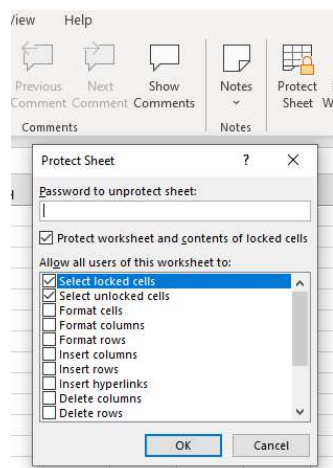 View Help
Previous Comment
Next Comment
Show Comments
Notes
Protect Sheet
W
Comments
Notes
Protect Sheet ? ×
H
Password to unprotect sheet:
Protect worksheet and contents of locked cells
Allow all users of this worksheet to:
Select locked cells
Select unlocked cells
Format cells
Format columns
Format rows
Insert columns
Insert rows
Insert hyperlinks
Delete columns
Delete rows
OK Cancel